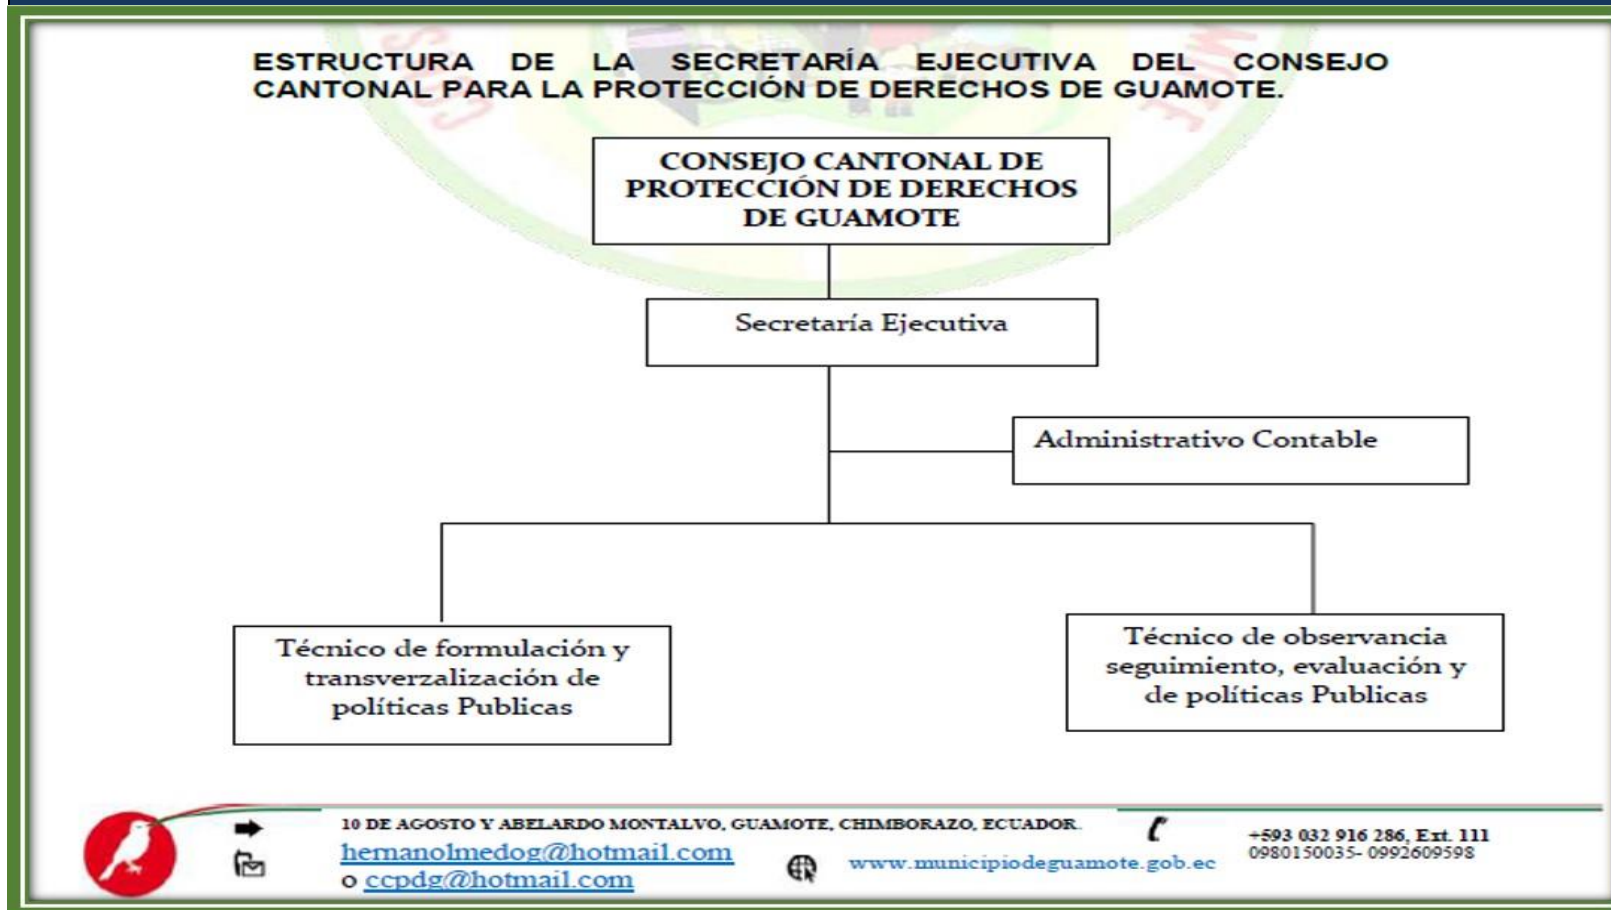 ESTRUCTURA DE LA SECRETARÍA EJECUTIVA DEL CONSEJO
CANTONAL PARA LA PROTECCIÓN DE DERECHOS DE GUAMOTE.
CONSEJO CANTONAL DE
PROTECCIÓN DE DERECHOS
DE GUAMOTE
Secretaría Ejecutiva
Administrativo Contable
Técnico de formulación y
transverzalización de
políticas Publicas
Técnico de observancia
seguimiento, evaluación y
de políticas Publicas
10 DE AGOSTO Y ABELARDO MONTALVO, GUAMOTE, CHIMBORAZO, ECUADOR.
hernanolmedog@hotmail.com
o ccpdg@hotmail.com
www.municipiodeguamote.gob.ec
+593 032 916 286, Ext. 111
0980150035- 0992609598